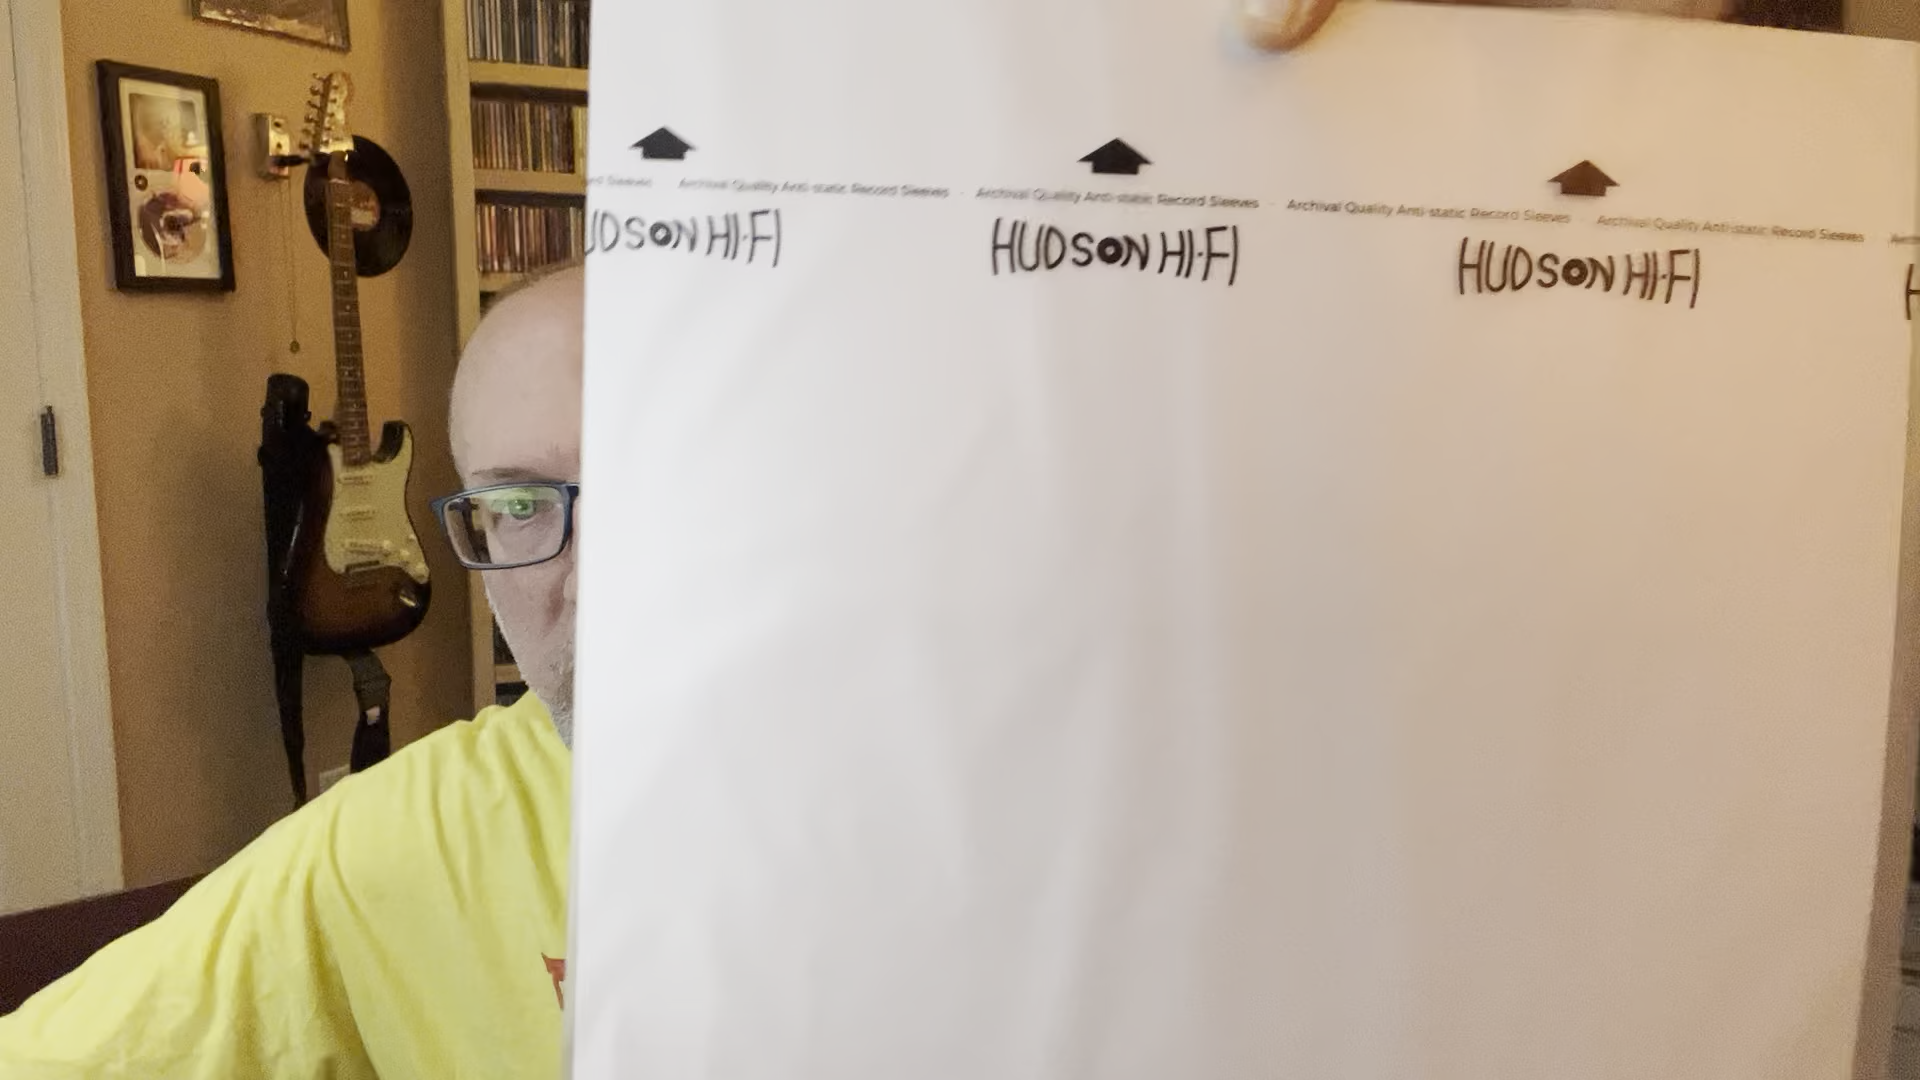 Archival Quality Anti-static Record Sleeves · Archival Quality Anti-static Record Sleeves · Archival Quality Anti-static Record Sleeves · Archival Quality Anti-static Record Sleeves
UDSON HI-FI HUDSON HI-FI HUDSON HI-FI H